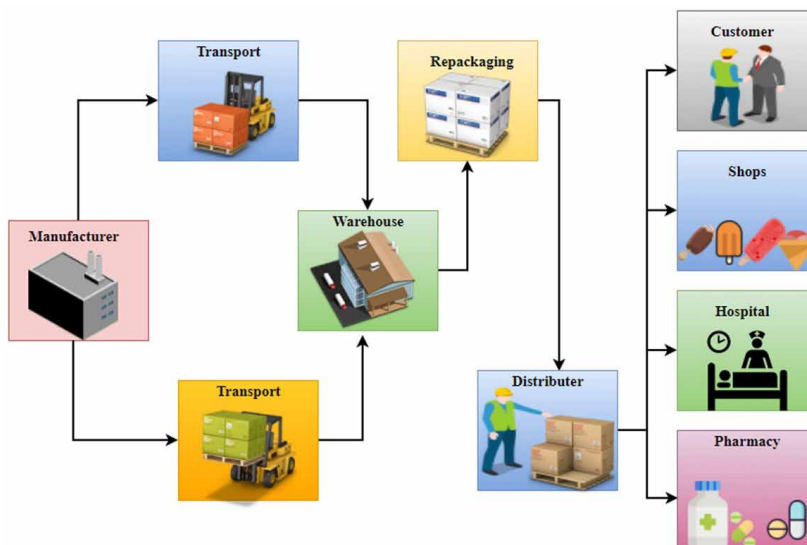 Transport
Repackaging
Customer
Shops
Manufacturer
Warehouse
Hospital
Transport
Distributer
Pharmacy